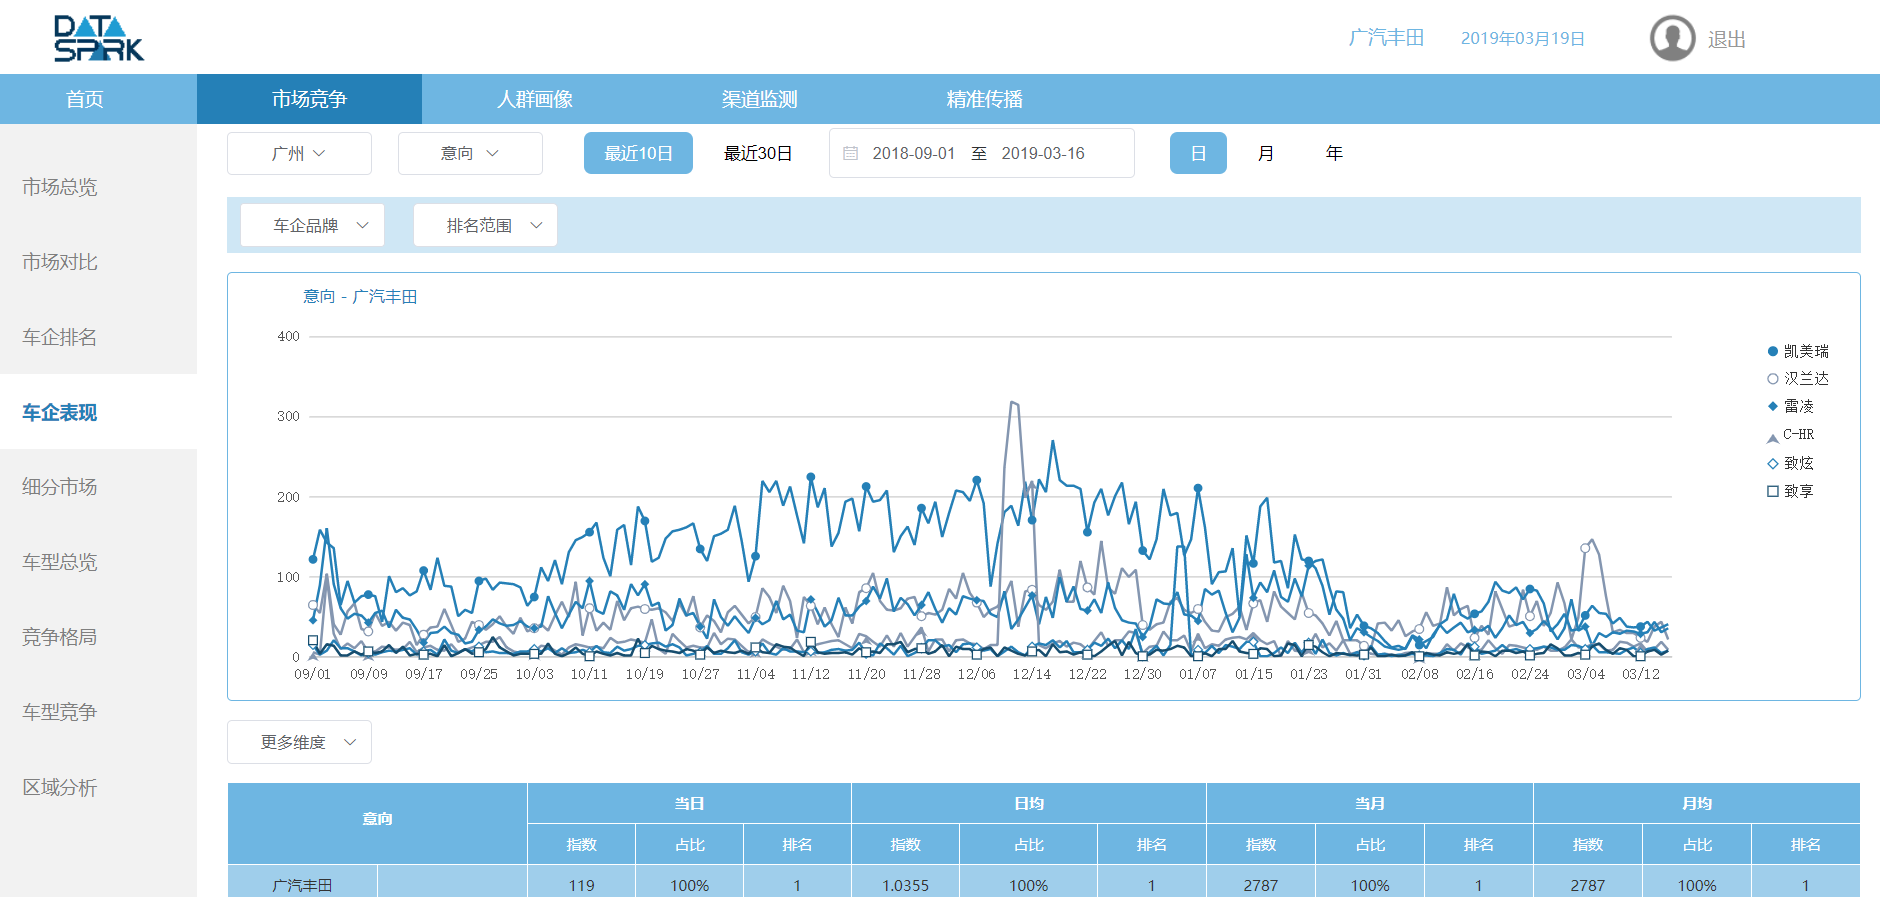 DATA
SPARK
广汽丰田 2019年03月19日 退出
首页 市场竞争 人群画像 渠道监测 精准传播
广州 意向 最近10日 最近30日 2018-09-01 至 2019-03-16 日 月 年
市场总览
市场对比
车企排名
车企表现
细分市场
车型总览
竞争格局
车型竞争
区域分析
车企品牌 排名范围
意向 - 广汽丰田
400
300
200
100
0
09/01 09/09 09/17 09/25 10/03 10/11 10/19 10/27 11/04 11/12 11/20 11/28 12/06 12/14 12/22 12/30 01/07 01/15 01/23 01/31 02/08 02/16 02/24 03/04 03/12
凯美瑞
汉兰达
雷凌
C-HR
致炫
致享
更多维度
意向 当日 日均 当月 月均
指数 占比 排名 指数 占比 排名 指数 占比 排名 指数 占比 排名
广汽丰田 119 100% 1 1.0355 100% 1 2787 100% 1 2787 100% 1